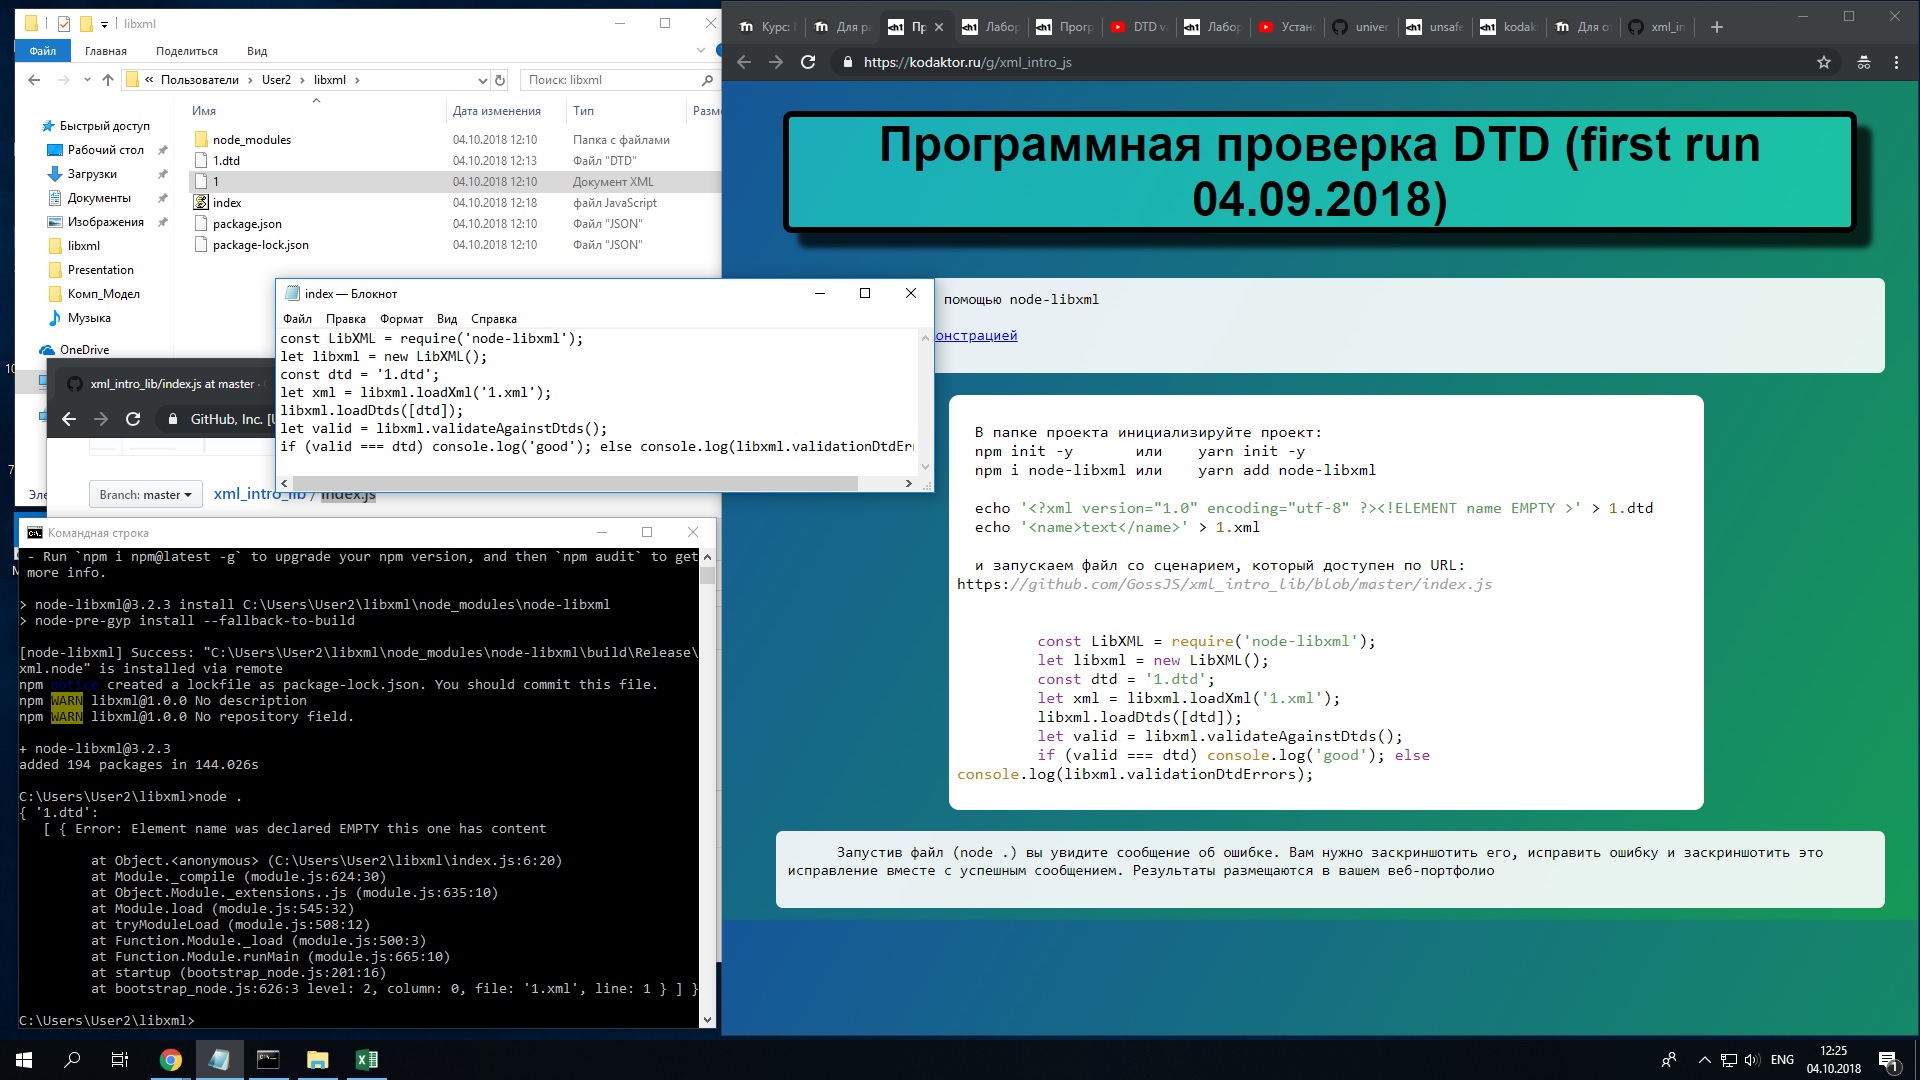 libxml
Файл Главная Поделиться Вид
« Пользователи › User2 › libxml ›
Поиск: libxml
Имя Дата изменения Тип
Быстрый доступ
Рабочий стол
Загрузки
Документы
Изображения
libxml
Presentation
Комп_Модел
Музыка
OneDrive
node_modules 04.10.2018 12:10 Папка с файлами
1.dtd 04.10.2018 12:13 Файл "DTD"
1 04.10.2018 12:10 Документ XML
index 04.10.2018 12:18 файл JavaScript
package.json 04.10.2018 12:10 Файл "JSON"
package-lock.json 04.10.2018 12:10 Файл "JSON"
index — Блокнот
Файл Правка Формат Вид Справка
const LibXML = require('node-libxml');
let libxml = new LibXML();
const dtd = '1.dtd';
let xml = libxml.loadXml('1.xml');
libxml.loadDtds([dtd]);
let valid = libxml.validateAgainstDtds();
if (valid === dtd) console.log('good'); else console.log(libxml.validationDtdEr
xml_intro_lib/index.js at master ·
GitHub, Inc.
Branch: master
xml_intro_lib / index.js
Командная строка
- Run `npm i npm@latest -g` to upgrade your npm version, and then `npm audit` to get
more info.
> node-libxml@3.2.3 install C:\Users\User2\libxml\node_modules\node-libxml
> node-pre-gyp install --fallback-to-build
[node-libxml] Success: "C:\Users\User2\libxml\node_modules\node-libxml\build\Release\
xml.node" is installed via remote
npm notice created a lockfile as package-lock.json. You should commit this file.
npm WARN libxml@1.0.0 No description
npm WARN libxml@1.0.0 No repository field.
+ node-libxml@3.2.3
added 194 packages in 144.026s
C:\Users\User2\libxml>node .
{ '1.dtd':
[ { Error: Element name was declared EMPTY this one has content
at Object.<anonymous> (C:\Users\User2\libxml\index.js:6:20)
at Module._compile (module.js:624:30)
at Object.Module._extensions..js (module.js:635:10)
at Module.load (module.js:545:32)
at tryModuleLoad (module.js:508:12)
at Function.Module._load (module.js:500:3)
at Function.Module.runMain (module.js:665:10)
at startup (bootstrap_node.js:201:16)
at bootstrap_node.js:626:3 level: 2, column: 0, file: '1.xml', line: 1 } ] }
C:\Users\User2\libxml>
Курс: Для ра Пр Лабор Прогр DTD Лабор Устан univer unsafe kodak Для о xml_in
https://kodaktor.ru/g/xml_intro_js
Программная проверка DTD (first run
04.09.2018)
помощью node-libxml
онстрацией
В папке проекта инициализируйте проект:
npm init -y или yarn init -y
npm i node-libxml или yarn add node-libxml
echo '<?xml version="1.0" encoding="utf-8" ?><!ELEMENT name EMPTY >' > 1.dtd
echo '<name>text</name>' > 1.xml
и запускаем файл со сценарием, который доступен по URL:
https://github.com/GossJS/xml_intro_lib/blob/master/index.js
const LibXML = require('node-libxml');
let libxml = new LibXML();
const dtd = '1.dtd';
let xml = libxml.loadXml('1.xml');
libxml.loadDtds([dtd]);
let valid = libxml.validateAgainstDtds();
if (valid === dtd) console.log('good'); else
console.log(libxml.validationDtdErrors);
Запустив файл (node .) вы увидите сообщение об ошибке. Вам нужно заскриншотить его, исправить ошибку и заскриншотить это
исправление вместе с успешным сообщением. Результаты размещаются в вашем веб-портфолио
ENG
12:25
04.10.2018
1